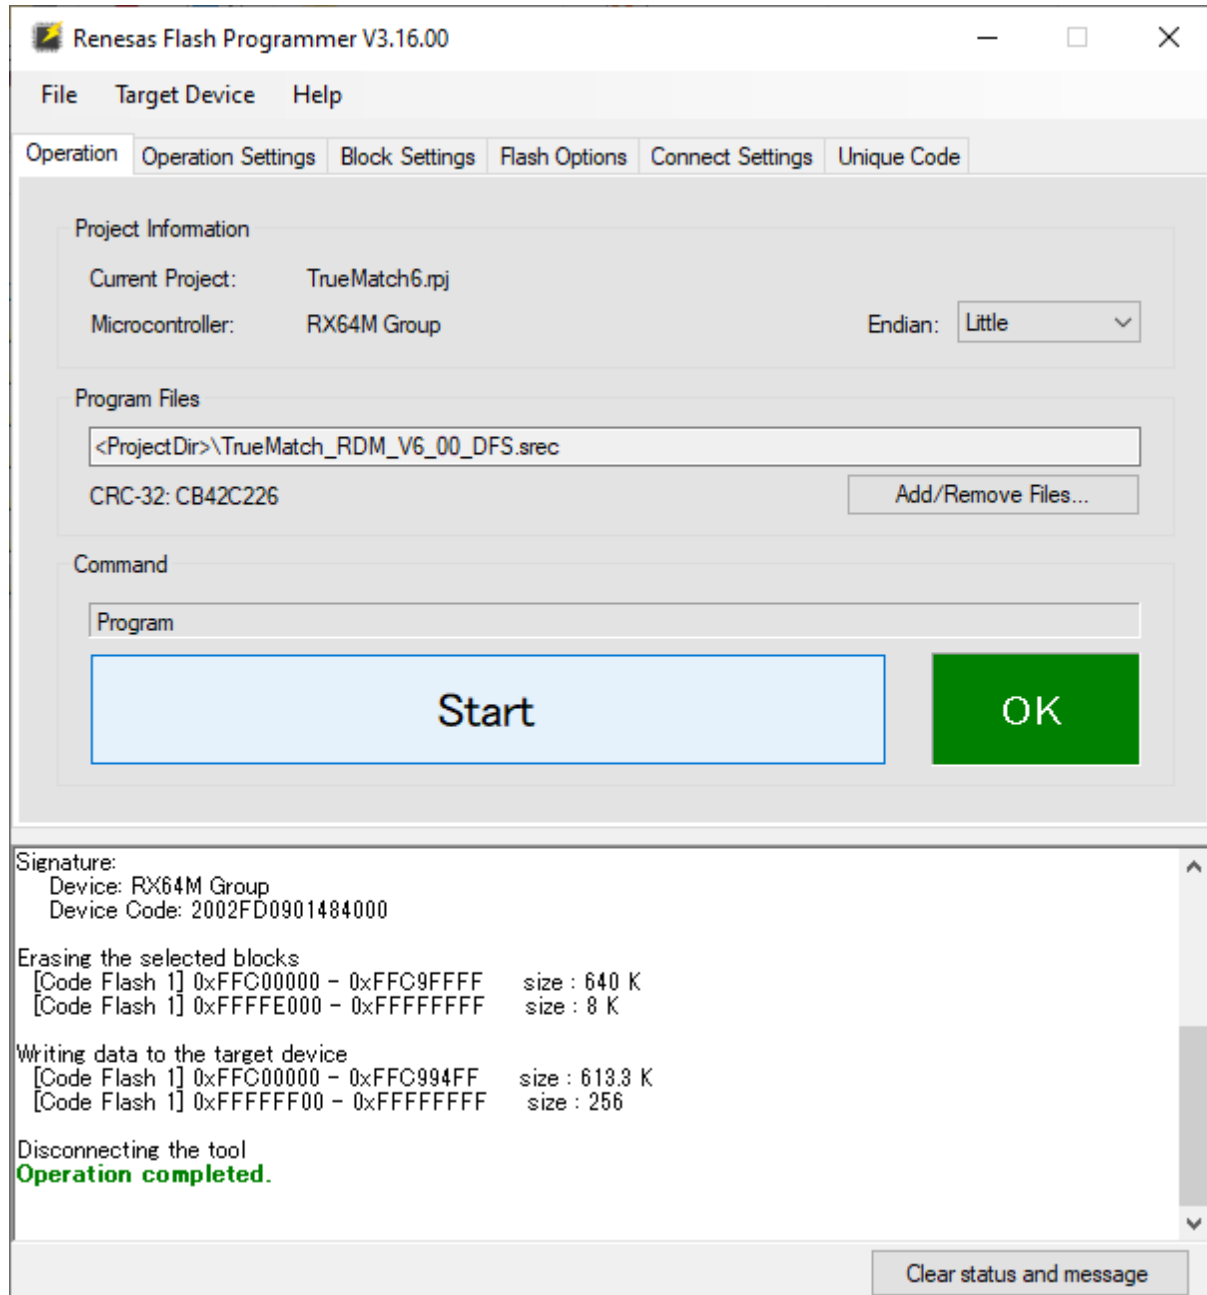 Renesas Flash Programmer V3.16.00
File Target Device Help
Operation Operation Settings Block Settings Flash Options Connect Settings Unique Code
Project Information
Current Project: TrueMatch6.rpj
Microcontroller: RX64M Group Endian: Little
Program Files
<ProjectDir>\TrueMatch_RDM_V6_00_DFS.srec
CRC-32: CB42C226 Add/Remove Files...
Command
Program
Start OK
Signature:
Device: RX64M Group
Device Code: 2002FD0901484000
Erasing the selected blocks
[Code Flash 1] 0xFFC00000 - 0xFFC9FFFF size : 640 K
[Code Flash 1] 0xFFFFE000 - 0xFFFFFFFF size : 8 K
Writing data to the target device
[Code Flash 1] 0xFFC00000 - 0xFFC994FF size : 613.3 K
[Code Flash 1] 0xFFFFFF00 - 0xFFFFFFFF size : 256
Disconnecting the tool
Operation completed.
Clear status and message